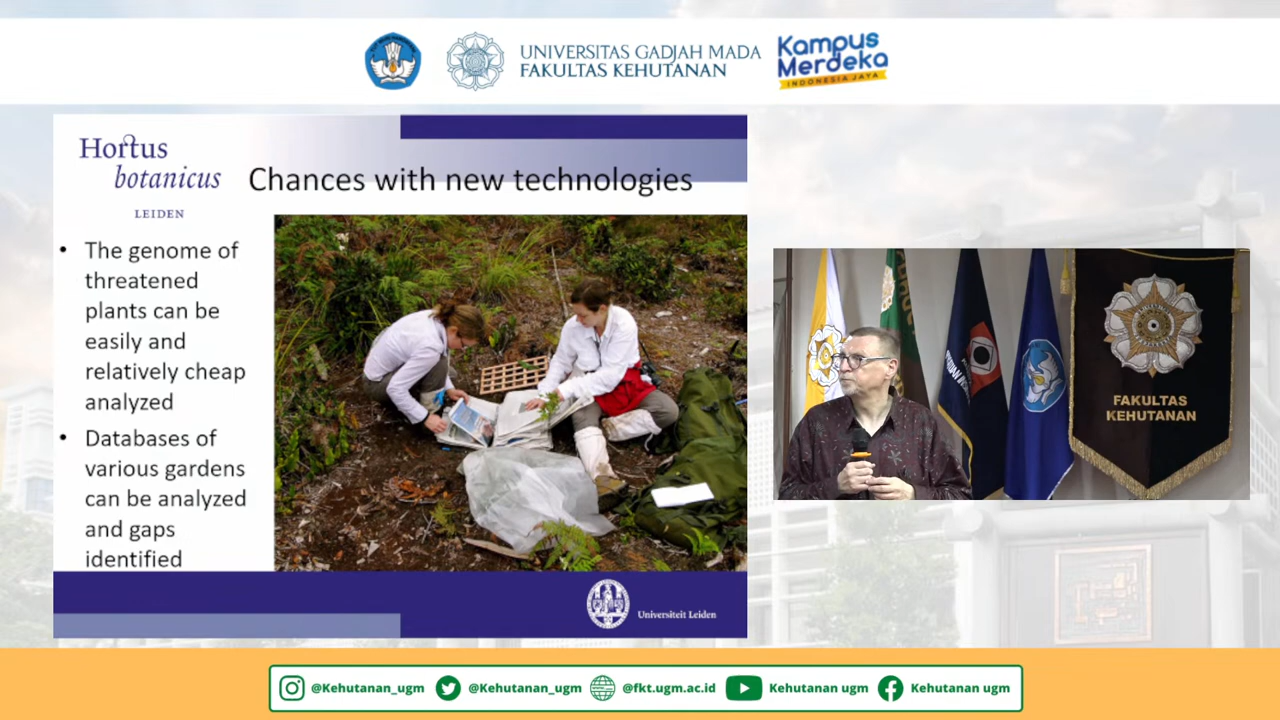 UNIVERSITAS GADJAH MADA
FAKULTAS KEHUTANAN
Kampus
Merdeka
INDONESIA JAYA
Hortus
botanicus
LEIDEN
Chances with new technologies
• The genome of
threatened
plants can be
easily and
relatively cheap
analyzed
• Databases of
various gardens
can be analyzed
and gaps
identified
Universiteit Leiden
FAKULTAS
KEHUTANAN
@Kehutanan_ugm
@Kehutanan_ugm
@fkt.ugm.ac.id
Kehutanan ugm
Kehutanan ugm